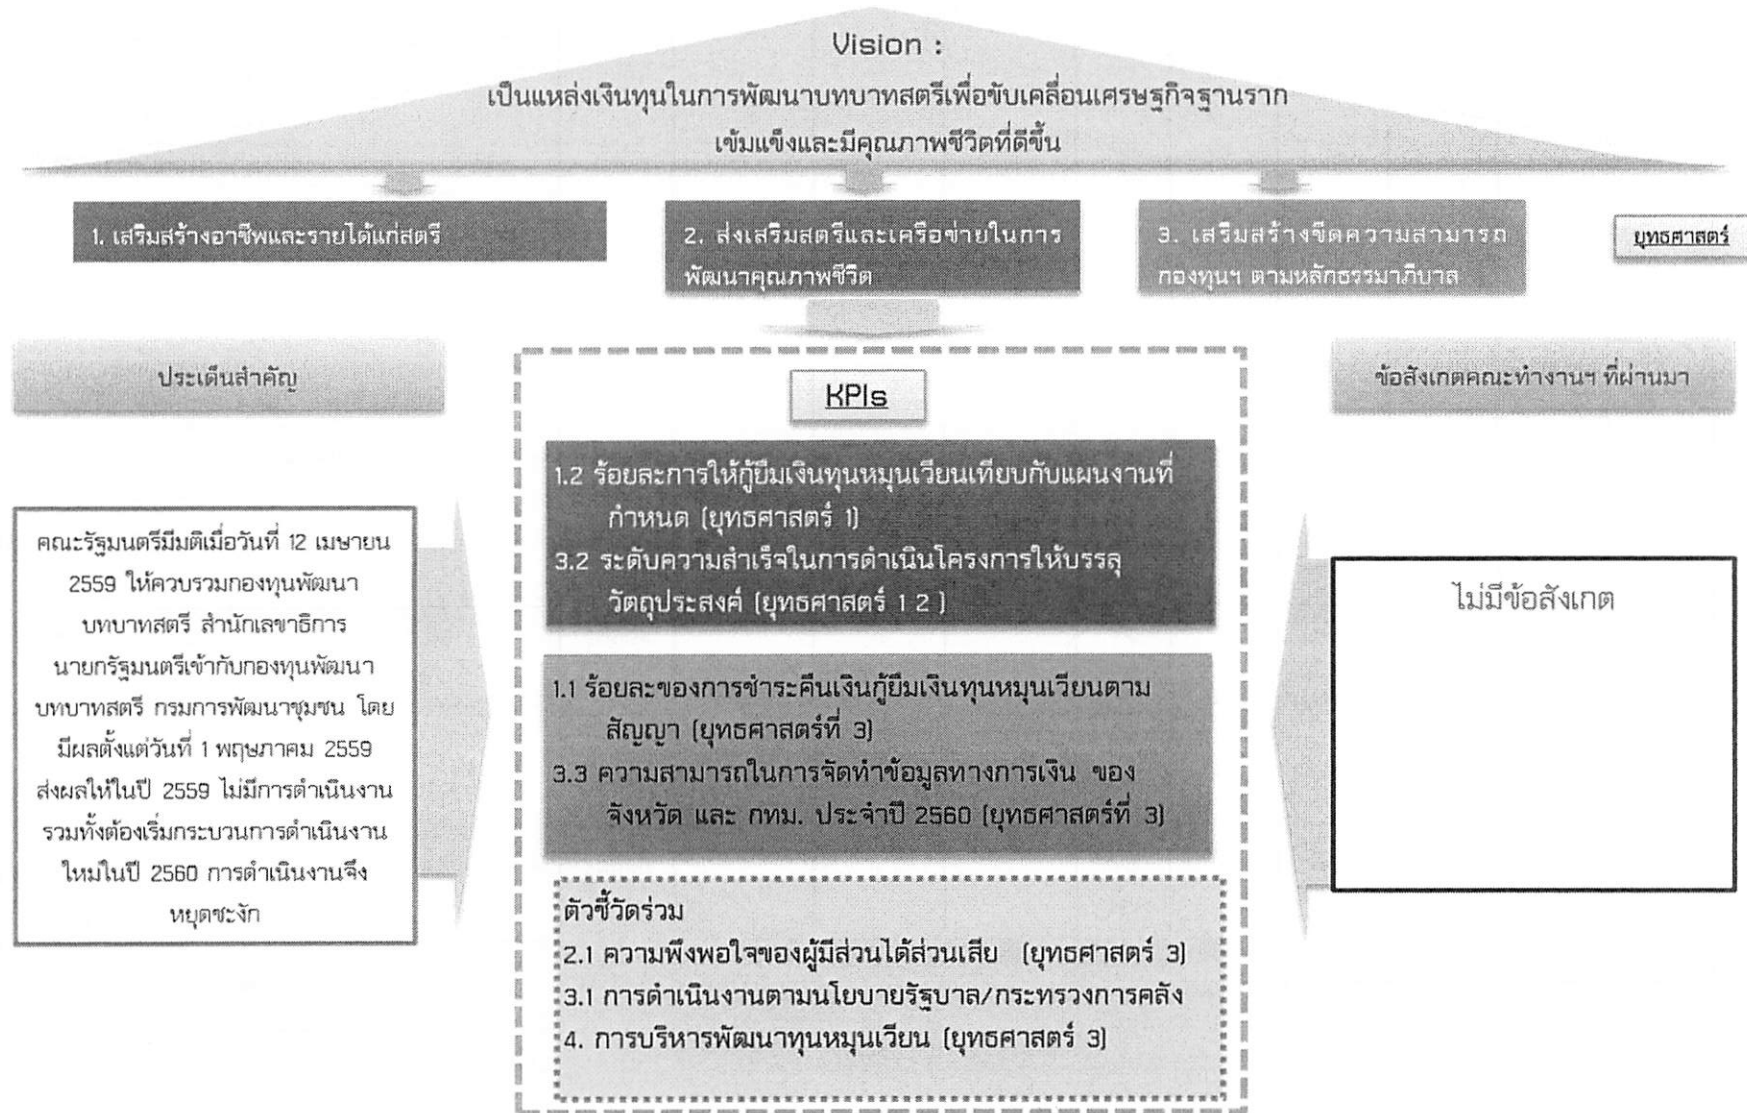 Vision :
เป็นแหล่งเงินทุนในการพัฒนาบทบาทสตรีเพื่อขับเคลื่อนเศรษฐกิจฐานราก
เข้มแข็งและมีคุณภาพชีวิตที่ดีขึ้น
1. เสริมสร้างอาชีพและรายได้แก่สตรี
2. ส่งเสริมสตรีและเครือข่ายในการ
พัฒนาคุณภาพชีวิต
3. เสริมสร้างขีดความสามารถ
กองทุนฯ ตามหลักธรรมาภิบาล
ยุทธศาสตร์
ประเด็นสำคัญ
คณะรัฐมนตรีมีมติเมื่อวันที่ 12 เมษายน
2559 ให้ควบรวมกองทุนพัฒนา
บทบาทสตรี สำนักเลขาธิการ
นายกรัฐมนตรีเข้ากับกองทุนพัฒนา
บทบาทสตรี กรมการพัฒนาชุมชน โดย
มีผลตั้งแต่วันที่ 1 พฤษภาคม 2559
ส่งผลให้ในปี 2559 ไม่มีการดำเนินงาน
รวมทั้งต้องเริ่มกระบวนการดำเนินงาน
ใหม่ในปี 2560 การดำเนินงานจึง
หยุดชะงัก
KPIs
1.2 ร้อยละการให้กู้ยืมเงินทุนหมุนเวียนเทียบกับแผนงานที่
กำหนด (ยุทธศาสตร์ 1)
3.2 ระดับความสำเร็จในการดำเนินโครงการให้บรรลุ
วัตถุประสงค์ (ยุทธศาสตร์ 1 2 )
1.1 ร้อยละของการชำระคืนเงินกู้ยืมเงินทุนหมุนเวียนตาม
สัญญา (ยุทธศาสตร์ที่ 3)
3.3 ความสามารถในการจัดทำข้อมูลทางการเงิน ของ
จังหวัด และ กทม. ประจำปี 2560 (ยุทธศาสตร์ที่ 3)
ตัวชี้วัดร่วม
2.1 ความพึงพอใจของผู้มีส่วนได้ส่วนเสีย (ยุทธศาสตร์ 3)
3.1 การดำเนินงานตามนโยบายรัฐบาล/กระทรวงการคลัง
4. การบริหารพัฒนาทุนหมุนเวียน (ยุทธศาสตร์ 3)
ข้อสังเกตคณะทำงานฯ ที่ผ่านมา
ไม่มีข้อสังเกต